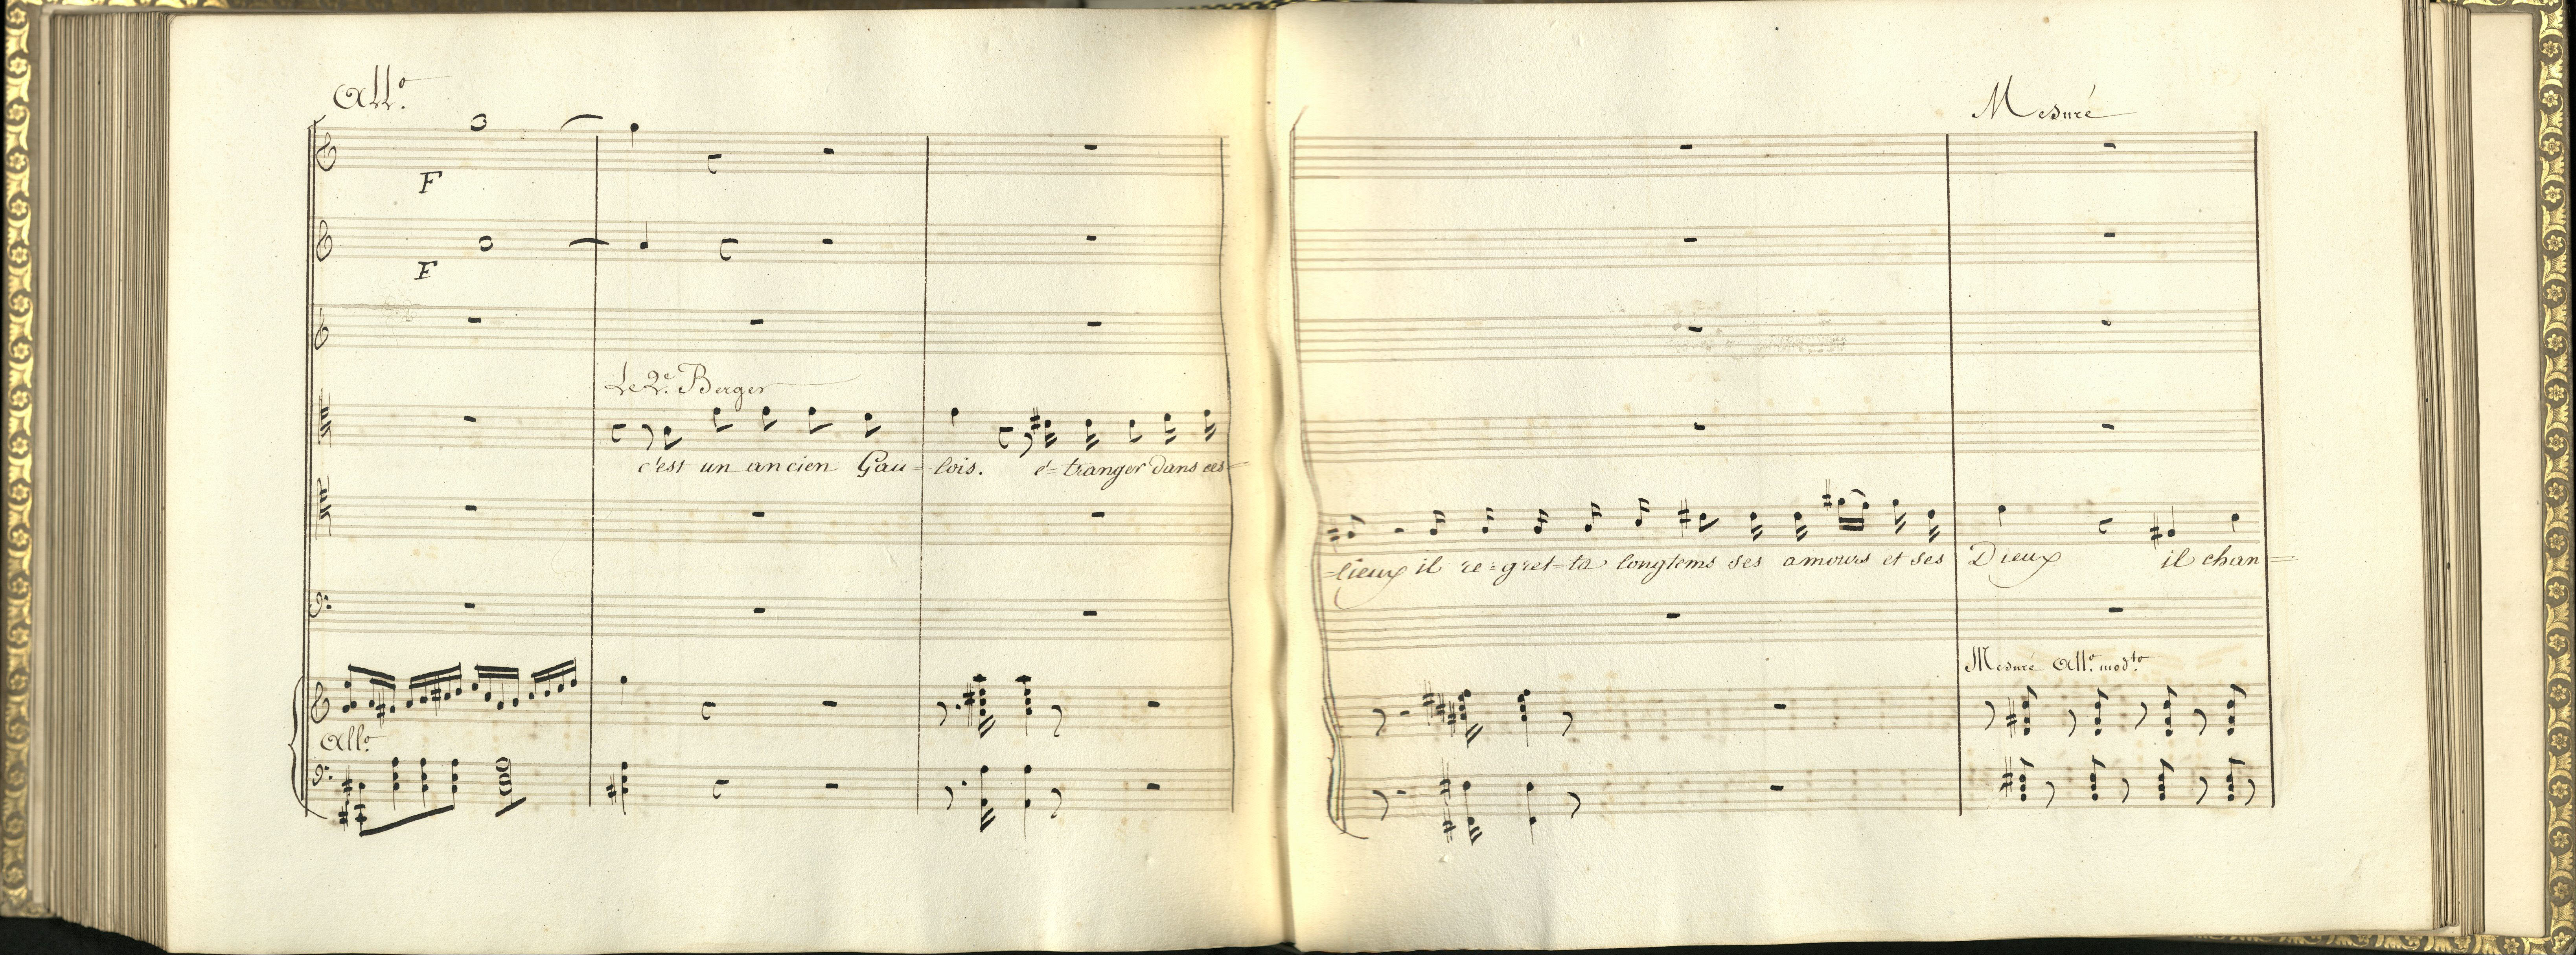 All.º
F
F
Le 2.e Berger
c'est un ancien Gau=lois. é=tranger dans ces=
All.º
Mesuré
=lieux il re=gret=ta longtems ses amours et ses Dieux il chan=
Mesuré All.º mod.to